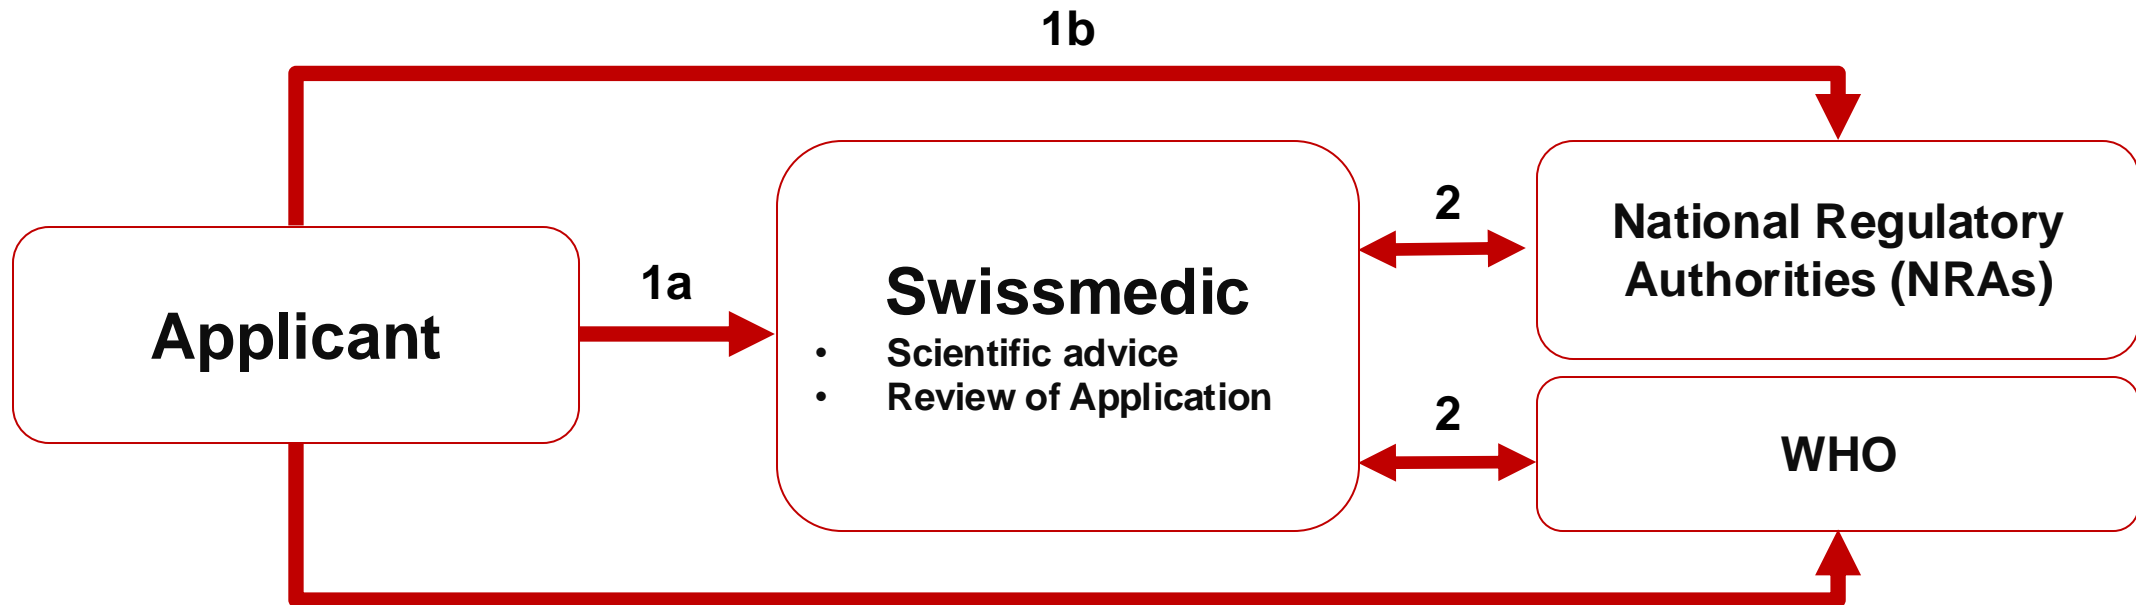 1b
Applicant
1a
Swissmedic
• Scientific advice
• Review of Application
2
National Regulatory
Authorities (NRAs)
2
WHO